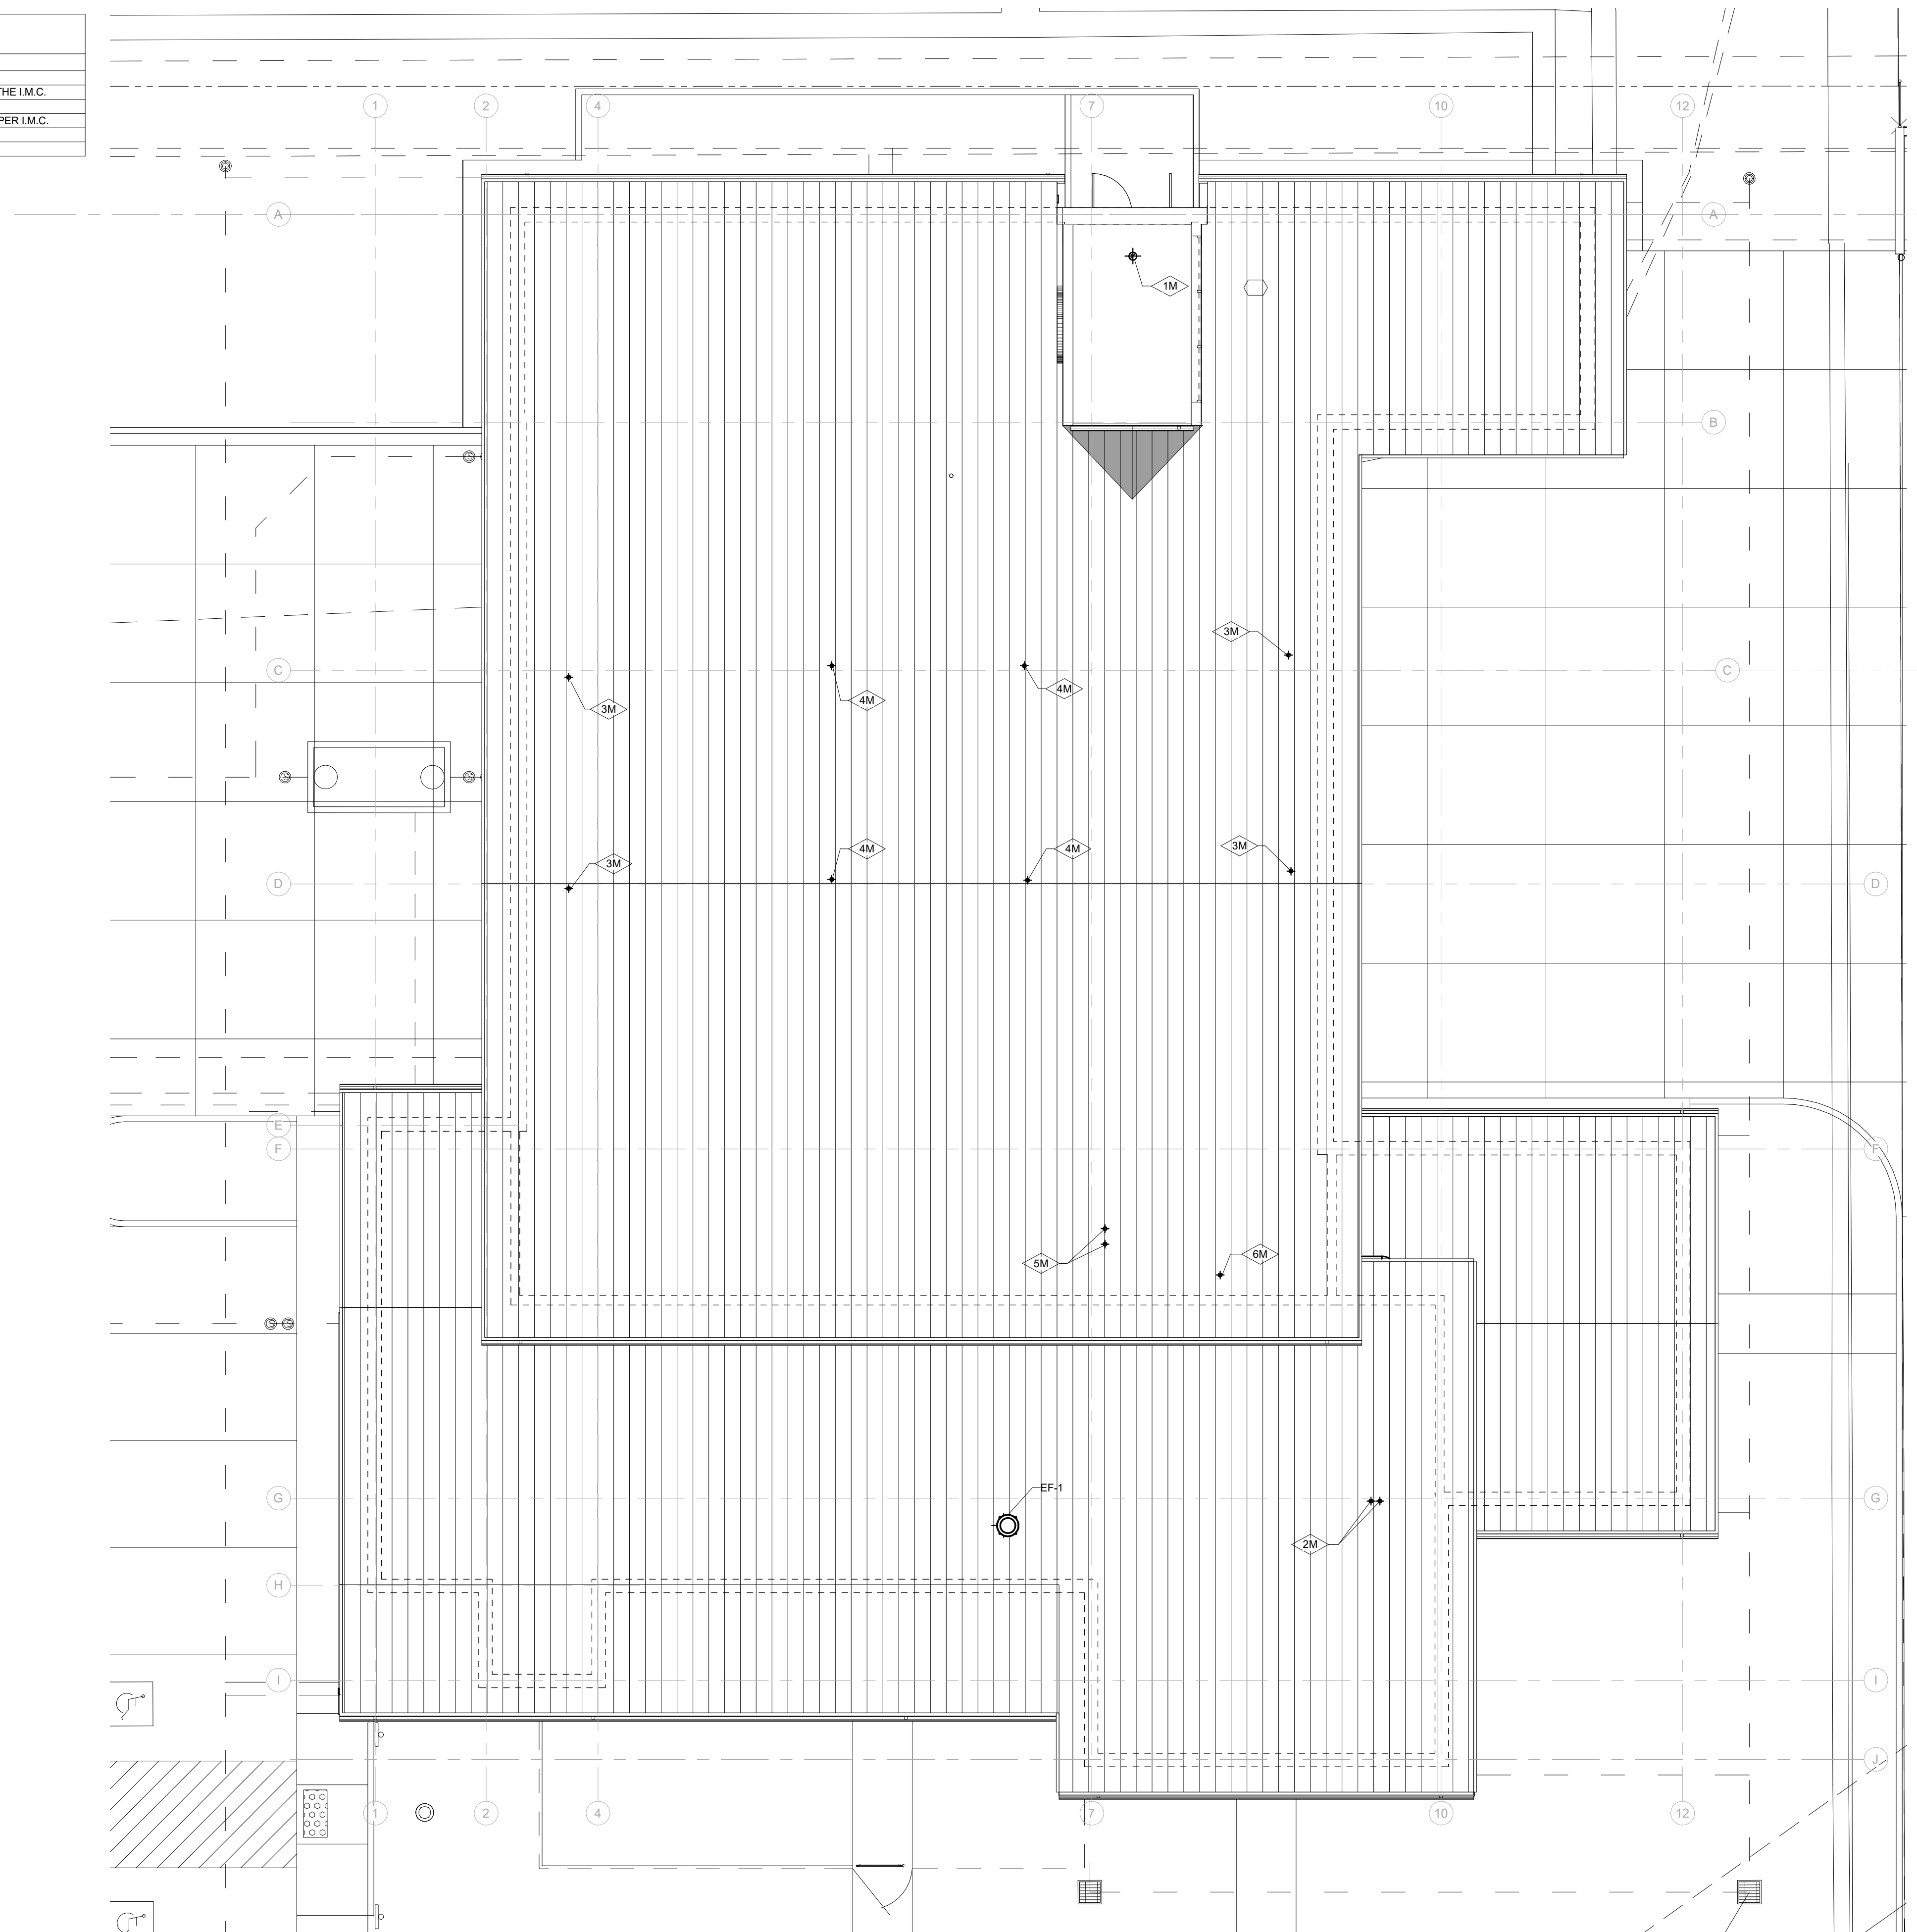 THE I.M.C.
PER I.M.C.
1 2 4 7 10 12
A A
1M
B
3M
C C
4M
3M 4M
3M 4M 4M 3M
D D
E
F F
6M
5M
EF-1
G G
2M
H
I I
J
1 2 4 7 10 12
S
S
S
S
S